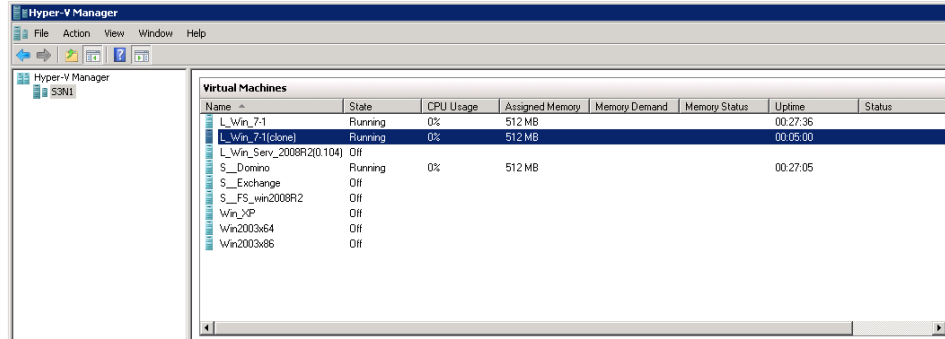 Hyper-V Manager
File Action View Window Help
Hyper-V Manager
S3N1
Virtual Machines
Name State CPU Usage Assigned Memory Memory Demand Memory Status Uptime Status
L_Win_7-1 Running 0% 512 MB 00:27:36
L_Win_7-1(clone) Running 0% 512 MB 00:05:00
L_Win_Serv_2008R2(0.104) Off
S__Domino Running 0% 512 MB 00:27:05
S__Exchange Off
S__FS_win2008R2 Off
Win_XP Off
Win2003x64 Off
Win2003x86 Off